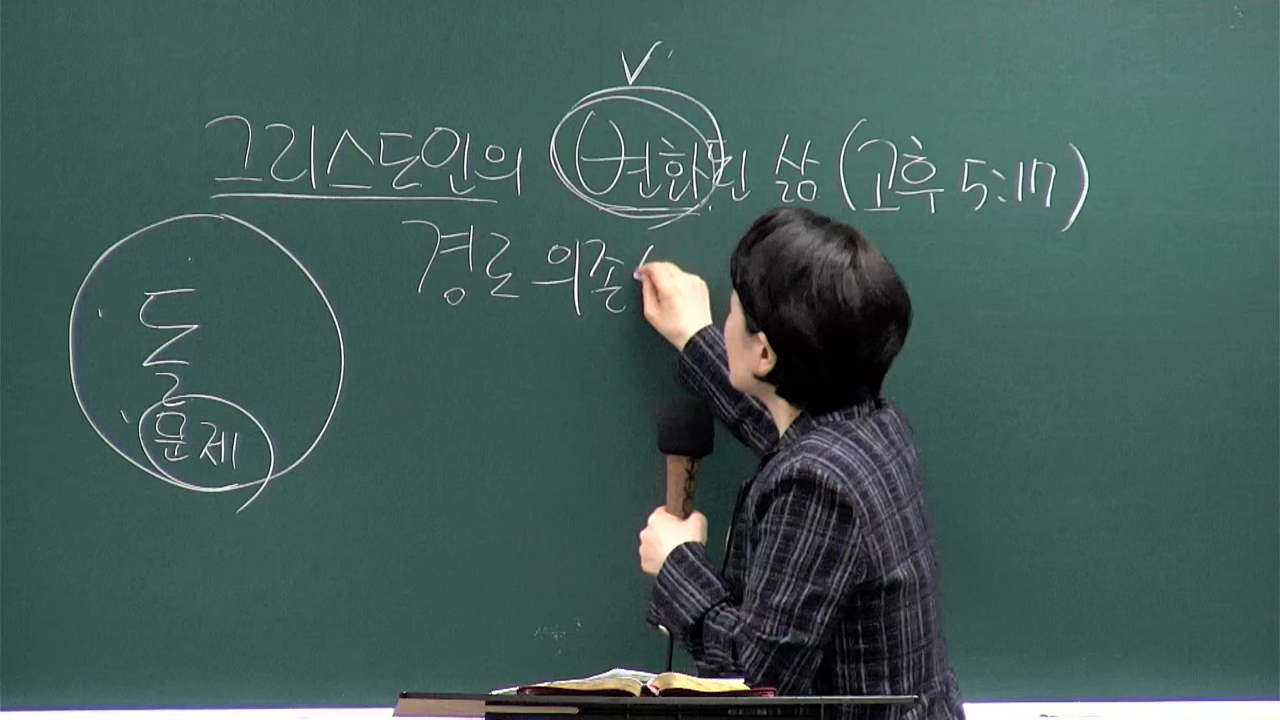 그리스도인의 변화된 삶 (고후 5:17)
경로 의존
틀
문제